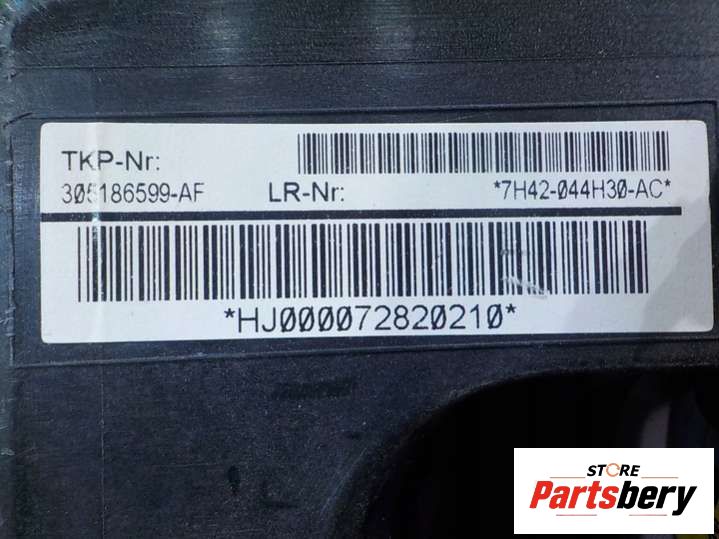 TKP-Nr:
305186599-AF LR-Nr: *7H42-044H30-AC*
*HJ000072820210*
STORE
Partsbery